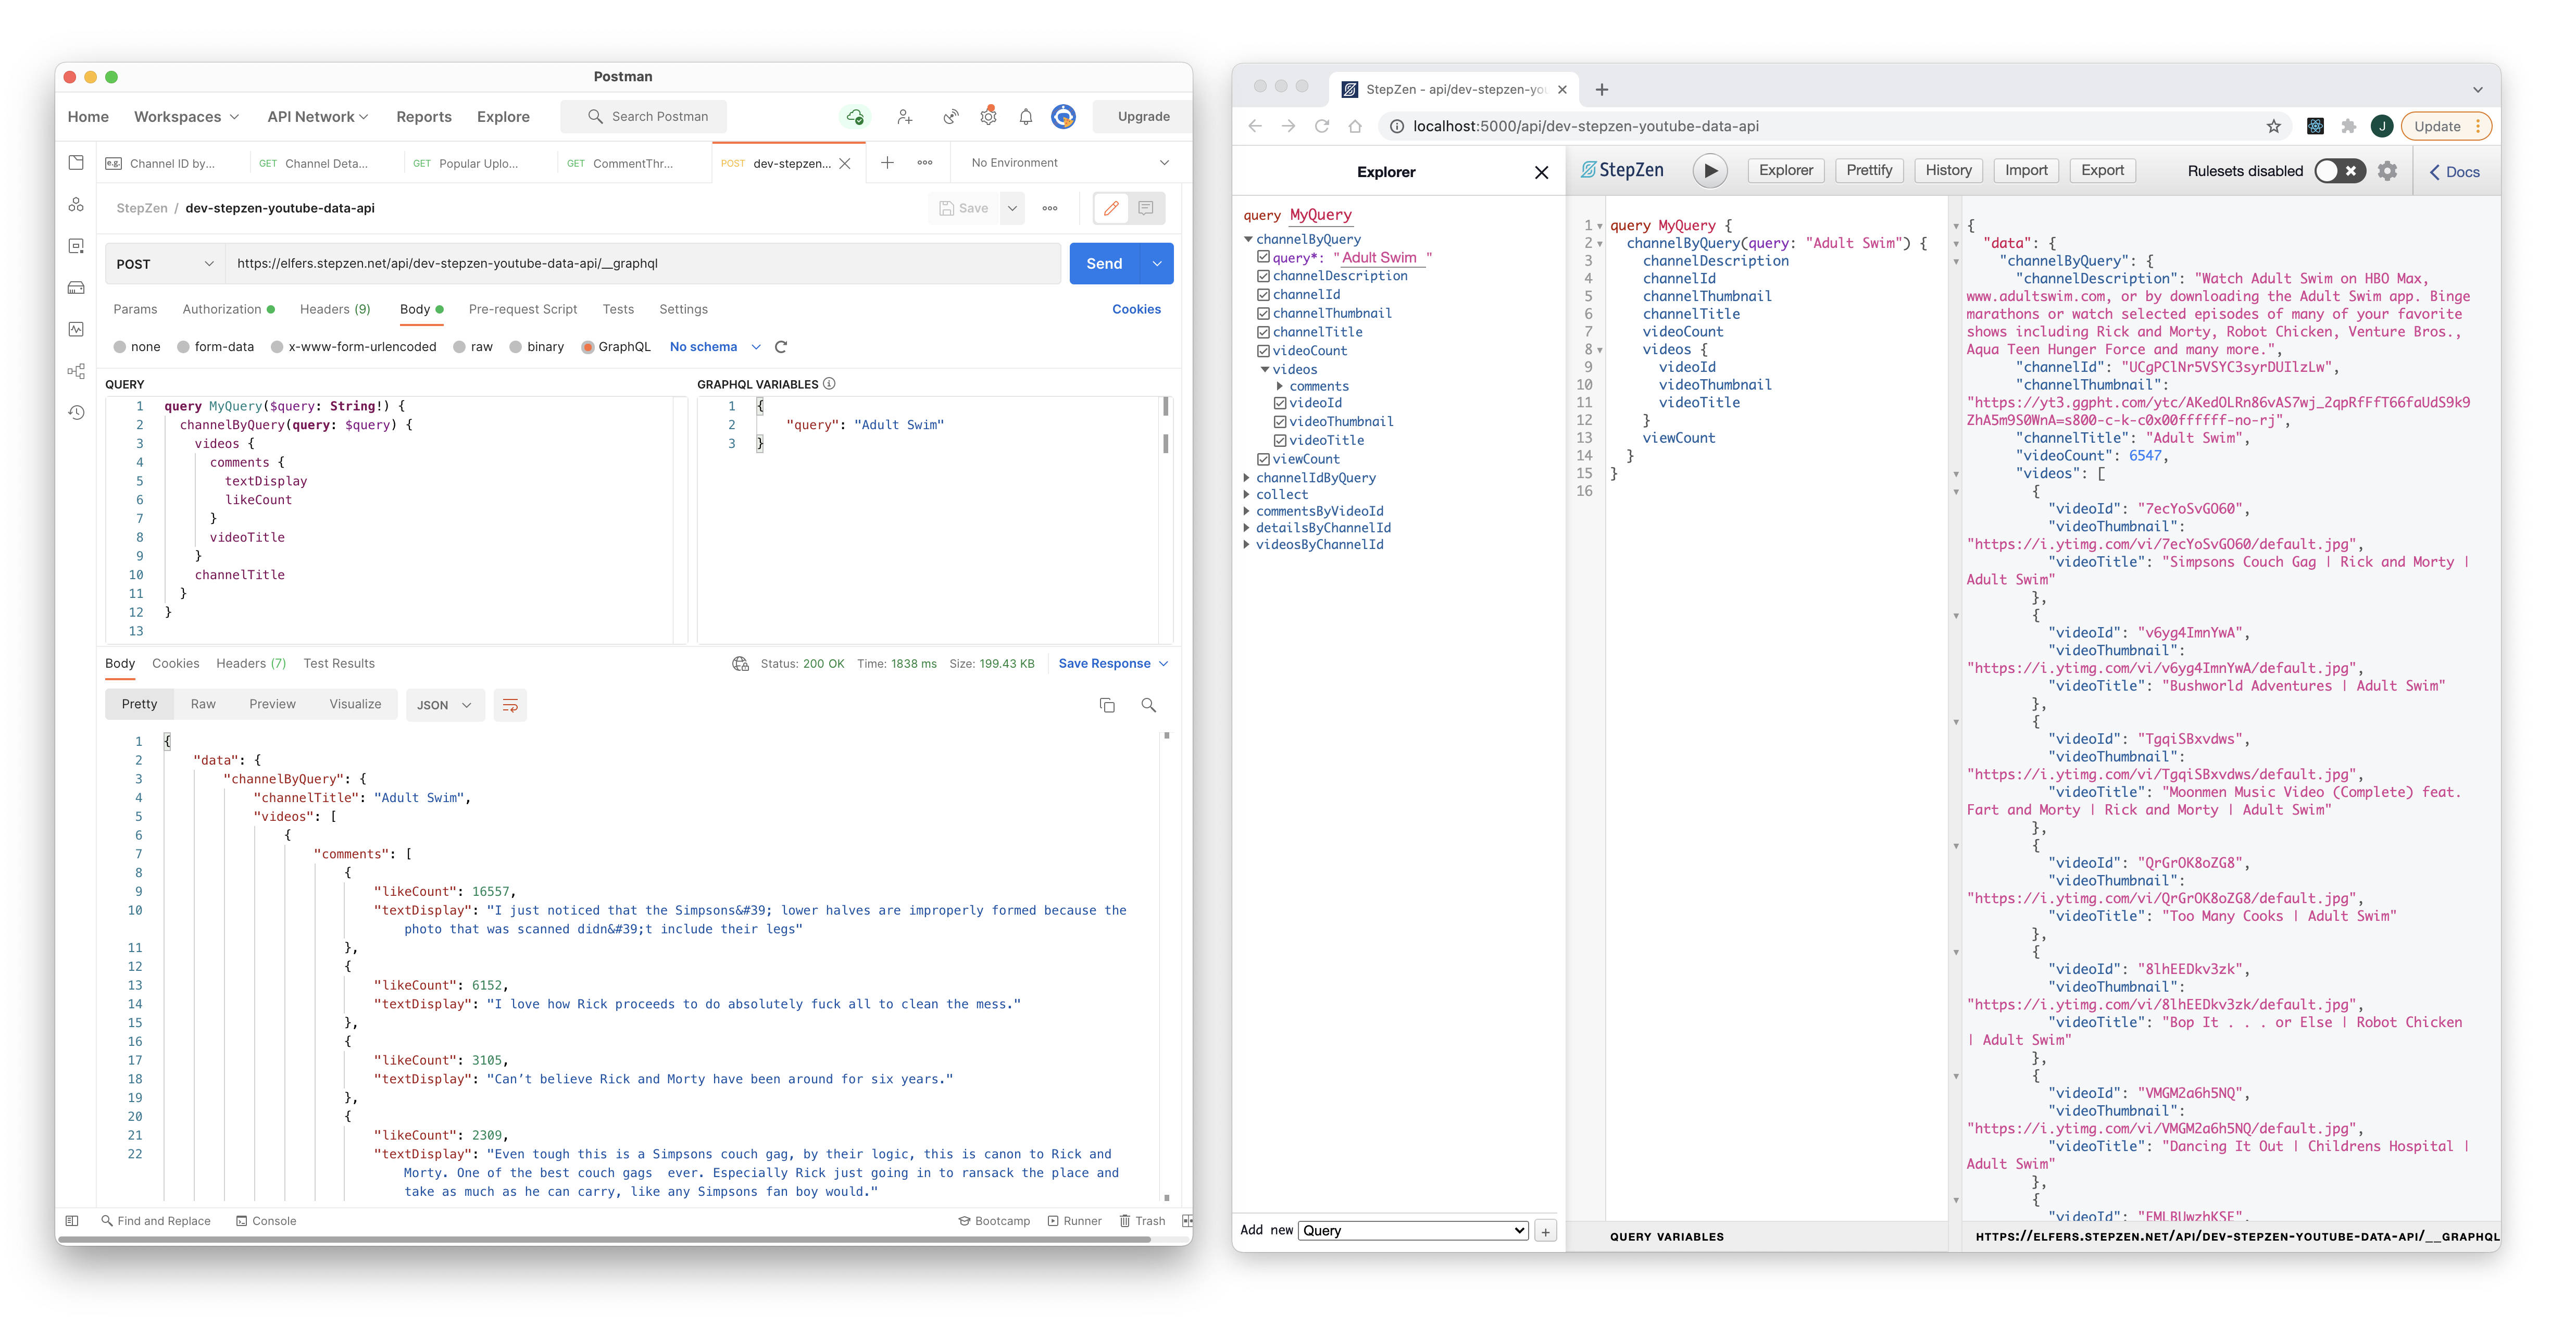 Postman
Home Workspaces API Network Reports Explore Search Postman Upgrade
e.g. Channel ID by... GET Channel Deta... GET Popular Uplo... GET CommentThr... POST dev-stepzen... No Environment
StepZen / dev-stepzen-youtube-data-api Save
POST https://elfers.stepzen.net/api/dev-stepzen-youtube-data-api/__graphql Send
Params Authorization Headers (9) Body Pre-request Script Tests Settings Cookies
none form-data x-www-form-urlencoded raw binary GraphQL No schema
QUERY
1 query MyQuery($query: String!) {
2 channelByQuery(query: $query) {
3 videos {
4 comments {
5 textDisplay
6 likeCount
7 }
8 videoTitle
9 }
10 channelTitle
11 }
12 }
13
GRAPHQL VARIABLES
1 {
2 "query": "Adult Swim"
3 }
Body Cookies Headers (7) Test Results Status: 200 OK Time: 1838 ms Size: 199.43 KB Save Response
Pretty Raw Preview Visualize JSON
1 {
2 "data": {
3 "channelByQuery": {
4 "channelTitle": "Adult Swim",
5 "videos": [
6 {
7 "comments": [
8 {
9 "likeCount": 16557,
10 "textDisplay": "I just noticed that the Simpsons&#39; lower halves are improperly formed because the
photo that was scanned didn&#39;t include their legs"
11 },
12 {
13 "likeCount": 6152,
14 "textDisplay": "I love how Rick proceeds to do absolutely fuck all to clean the mess."
15 },
16 {
17 "likeCount": 3105,
18 "textDisplay": "Can’t believe Rick and Morty have been around for six years."
19 },
20 {
21 "likeCount": 2309,
22 "textDisplay": "Even tough this is a Simpsons couch gag, by their logic, this is canon to Rick and
Morty. One of the best couch gags  ever. Especially Rick just going in to ransack the place and
take as much as he can carry, like any Simpsons fan boy would."
Find and Replace Console Bootcamp Runner Trash
StepZen - api/dev-stepzen-you
localhost:5000/api/dev-stepzen-youtube-data-api J Update
Explorer
query MyQuery
channelByQuery
query*: "Adult Swim "
channelDescription
channelId
channelThumbnail
channelTitle
videoCount
videos
comments
videoId
videoThumbnail
videoTitle
viewCount
channelIdByQuery
collect
commentsByVideoId
detailsByChannelId
videosByChannelId
Add new Query +
StepZen Explorer Prettify History Import Export Rulesets disabled Docs
1 query MyQuery {
2 channelByQuery(query: "Adult Swim") {
3 channelDescription
4 channelId
5 channelThumbnail
6 channelTitle
7 videoCount
8 videos {
9 videoId
10 videoThumbnail
11 videoTitle
12 }
13 viewCount
14 }
15 }
16
QUERY VARIABLES
{
"data": {
"channelByQuery": {
"channelDescription": "Watch Adult Swim on HBO Max,
www.adultswim.com, or by downloading the Adult Swim app. Binge
marathons or watch selected episodes of many of your favorite
shows including Rick and Morty, Robot Chicken, Venture Bros.,
Aqua Teen Hunger Force and many more.",
"channelId": "UCgPClNr5VSYC3syrDUIlzLw",
"channelThumbnail":
"https://yt3.ggpht.com/ytc/AKedOLRn86vAS7wj_2qpRfFfT66faUdS9k9
ZhA5m9S0WnA=s800-c-k-c0x00ffffff-no-rj",
"channelTitle": "Adult Swim",
"videoCount": 6547,
"videos": [
{
"videoId": "7ecYoSvGO60",
"videoThumbnail":
"https://i.ytimg.com/vi/7ecYoSvGO60/default.jpg",
"videoTitle": "Simpsons Couch Gag | Rick and Morty |
Adult Swim"
},
{
"videoId": "v6yg4ImnYwA",
"videoThumbnail":
"https://i.ytimg.com/vi/v6yg4ImnYwA/default.jpg",
"videoTitle": "Bushworld Adventures | Adult Swim"
},
{
"videoId": "TgqiSBxvdws",
"videoThumbnail":
"https://i.ytimg.com/vi/TgqiSBxvdws/default.jpg",
"videoTitle": "Moonmen Music Video (Complete) feat.
Fart and Morty | Rick and Morty | Adult Swim"
},
{
"videoId": "QrGrOK8oZG8",
"videoThumbnail":
"https://i.ytimg.com/vi/QrGrOK8oZG8/default.jpg",
"videoTitle": "Too Many Cooks | Adult Swim"
},
{
"videoId": "8lhEEDkv3zk",
"videoThumbnail":
"https://i.ytimg.com/vi/8lhEEDkv3zk/default.jpg",
"videoTitle": "Bop It . . . or Else | Robot Chicken
| Adult Swim"
},
{
"videoId": "VMGM2a6h5NQ",
"videoThumbnail":
"https://i.ytimg.com/vi/VMGM2a6h5NQ/default.jpg",
"videoTitle": "Dancing It Out | Childrens Hospital |
Adult Swim"
},
{
"videoId": "EMLBUwzhKSE",
HTTPS://ELFERS.STEPZEN.NET/API/DEV-STEPZEN-YOUTUBE-DATA-API/__GRAPHQL